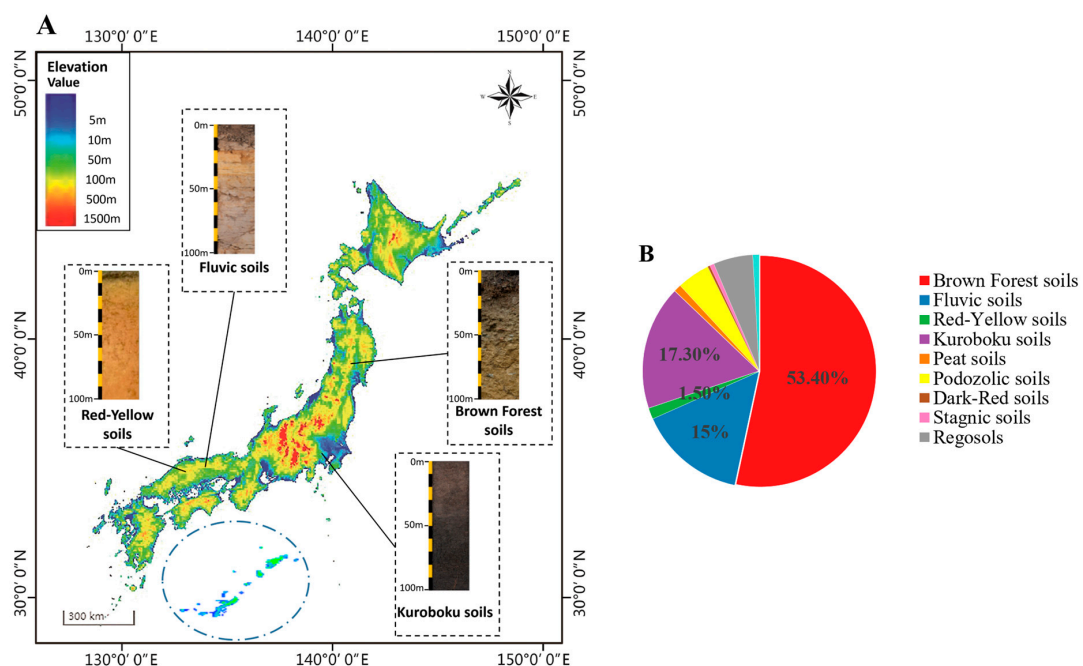 A
130°0′ 0″E
140°0′ 0″E
150°0′ 0″E
50°0′ 0″N
40°0′ 0″N
30°0′ 0″N
50°0′ 0″N
40°0′ 0″N
30°0′ 0″N
130°0′ 0″E
140°0′ 0″E
150°0′ 0″E
Elevation
Value
5m
10m
50m
100m
500m
1500m
N
W
E
S
0m
50m
100m
Fluvic soils
0m
50m
100m
Red-Yellow
soils
0m
50m
100m
Brown Forest
soils
0m
50m
100m
Kuroboku soils
300 km
B
53.40%
15%
1.50%
17.30%
Brown Forest soils
Fluvic soils
Red-Yellow soils
Kuroboku soils
Peat soils
Podozolic soils
Dark-Red soils
Stagnic soils
Regosols